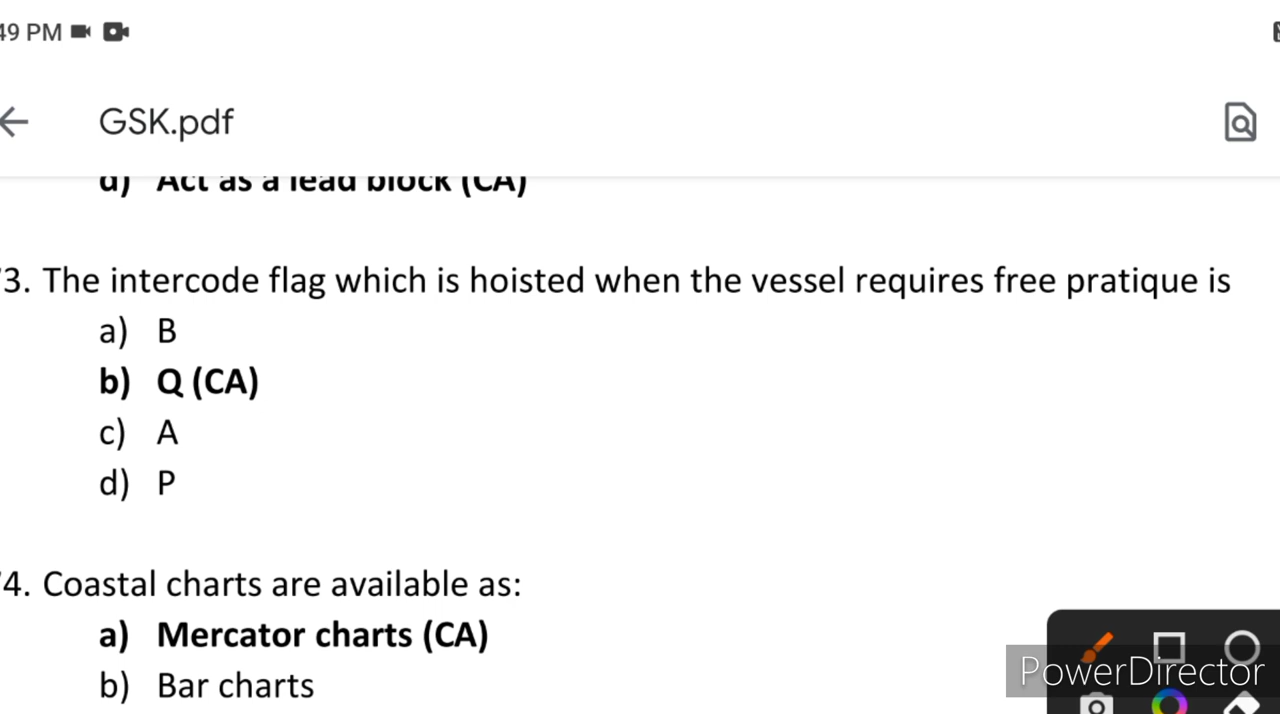 49 PM
GSK.pdf
d) Act as a lead block (CA)
3. The intercode flag which is hoisted when the vessel requires free pratique is
a) B
b) Q (CA)
c) A
d) P
4. Coastal charts are available as:
a) Mercator charts (CA)
b) Bar charts
PowerDirector